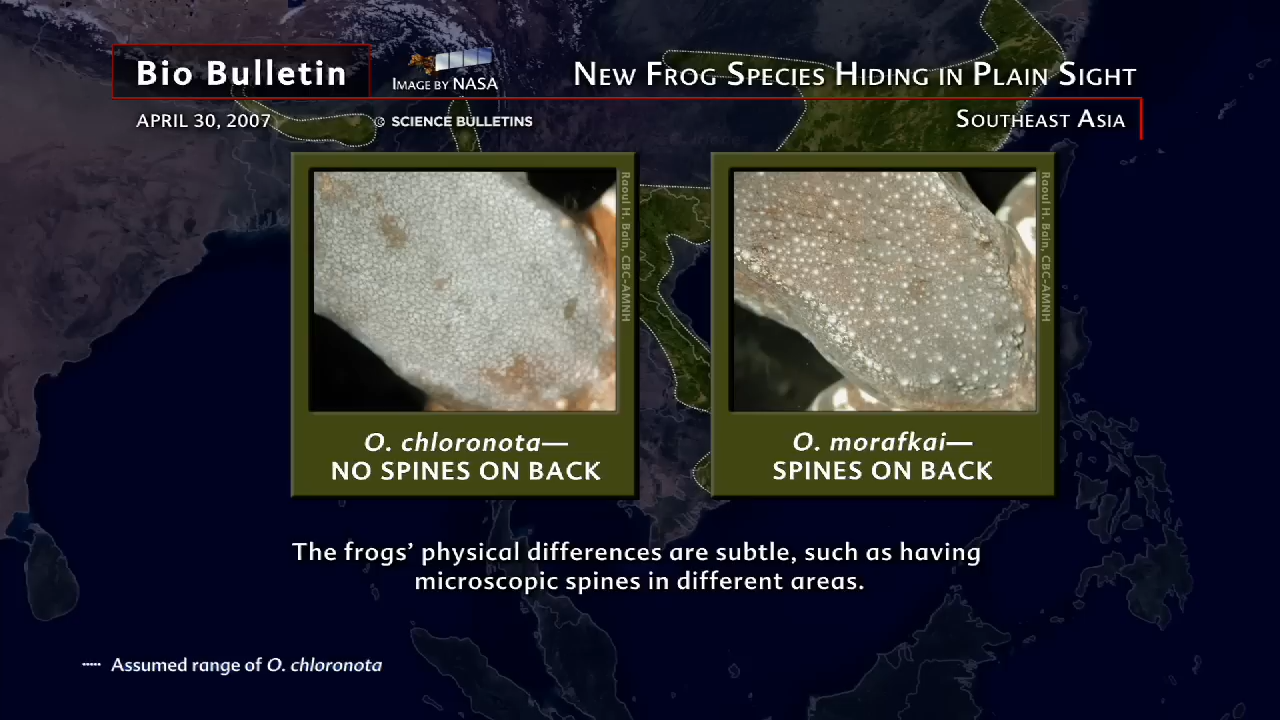 Bio Bulletin
IMAGE BY NASA
NEW FROG SPECIES HIDING IN PLAIN SIGHT
APRIL 30, 2007
© SCIENCE BULLETINS
SOUTHEAST ASIA
Raoul H. Bain, CBC-AMNH
Raoul H. Bain, CBC-AMNH
O. chloronota—
NO SPINES ON BACK
O. morafkai—
SPINES ON BACK
The frogs' physical differences are subtle, such as having
microscopic spines in different areas.
Assumed range of O. chloronota